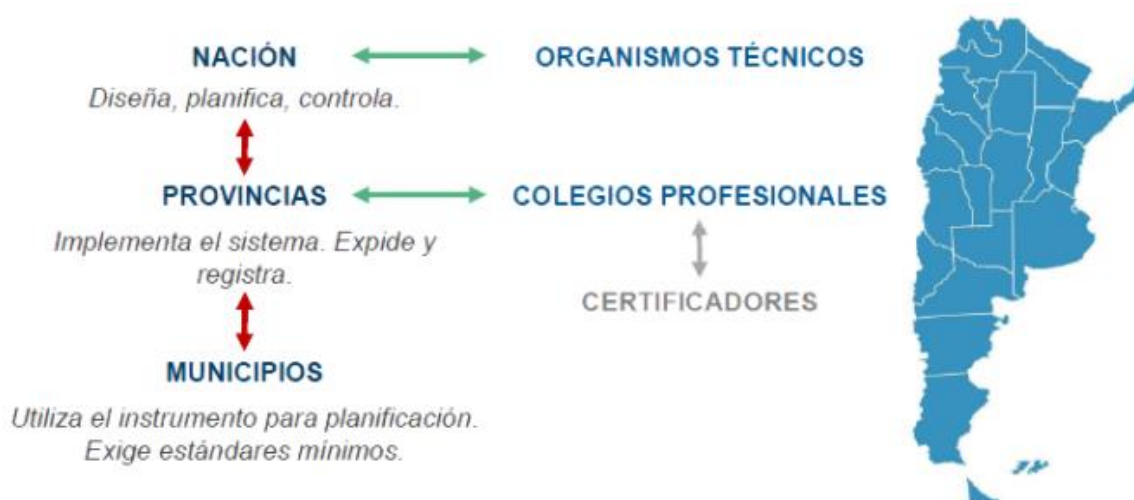 NACIÓN
ORGANISMOS TÉCNICOS
Diseña, planifica, controla.
PROVINCIAS
COLEGIOS PROFESIONALES
Implementa el sistema. Expide y
registra.
CERTIFICADORES
MUNICIPIOS
Utiliza el instrumento para planificación.
Exige estándares mínimos.